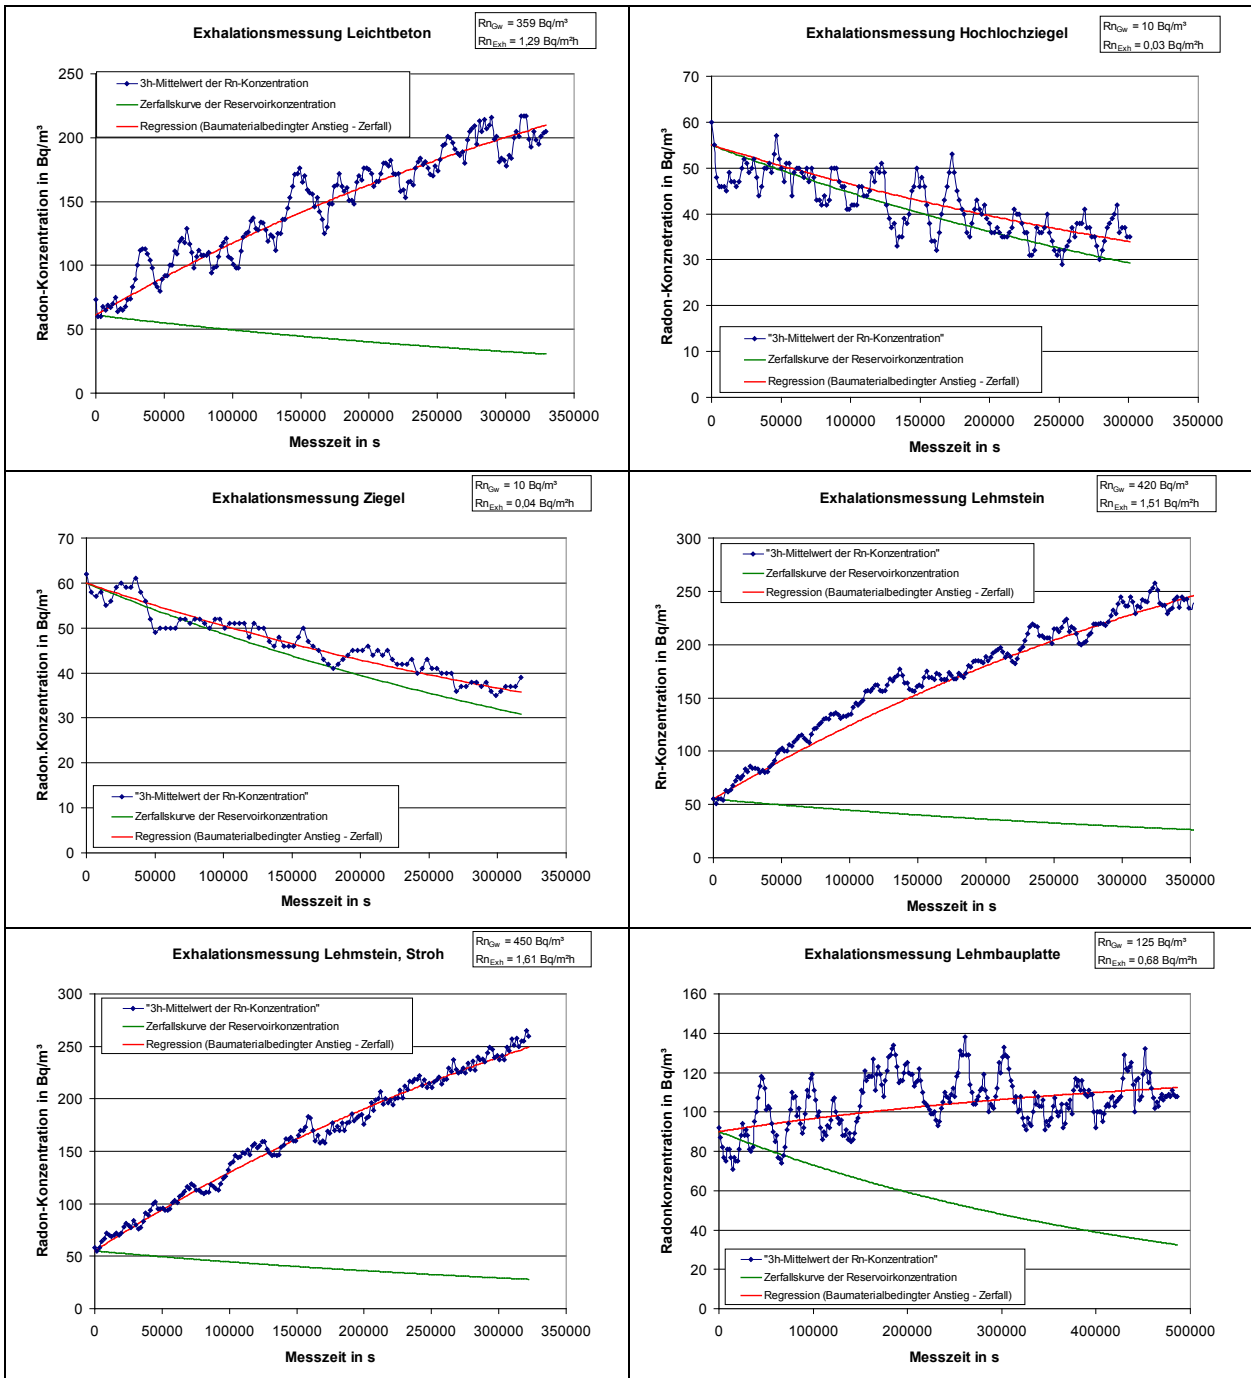 Exhalationsmessung Leichtbeton
Rn_Gw = 359 Bq/m³
Rn_Exh = 1,29 Bq/m²h
Radon-Konzentration in Bq/m³
250
200
150
100
50
0
3h-Mittelwert der Rn-Konzentration
Zerfallskurve der Reservoirkonzentration
Regression (Baumaterialbedingter Anstieg - Zerfall)
0 50000 100000 150000 200000 250000 300000 350000
Messzeit in s
Exhalationsmessung Hochlochziegel
Rn_Gw = 10 Bq/m³
Rn_Exh = 0,03 Bq/m²h
Radon-Konznetration in Bq/m³
70
60
50
40
30
20
10
0
"3h-Mittelwert der Rn-Konzentration"
Zerfallskurve der Reservoirkonzentration
Regression (Baumaterialbedingter Anstieg - Zerfall)
0 50000 100000 150000 200000 250000 300000 350000
Messzeit in s
Exhalationsmessung Ziegel
Rn_Gw = 10 Bq/m³
Rn_Exh = 0,04 Bq/m²h
Radon.Konzentration in Bq/m³
70
60
50
40
30
20
10
0
"3h-Mittelwert der Rn-Konzentration"
Zerfallskurve der Reservoirkonzentration
Regression (Baumaterialbedingter Anstieg - Zerfall)
0 50000 100000 150000 200000 250000 300000 350000
Messzeit in s
Exhalationsmessung Lehmstein
Rn_Gw = 420 Bq/m³
Rn_Exh = 1,51 Bq/m²h
Rn-Konzentration in Bq/m³
300
250
200
150
100
50
0
"3h-Mittelwert der Rn-Konzentration"
Zerfallskurve der Reservoirkonzentration
Regression (Baumaterialbedingter Anstieg - Zerfall)
0 50000 100000 150000 200000 250000 300000 350000
Messzeit in s
Exhalationsmessung Lehmstein, Stroh
Rn_Gw = 450 Bq/m³
Rn_Exh = 1,61 Bq/m²h
Radon-Konzentration in Bq/m³
300
250
200
150
100
50
0
"3h-Mittelwert der Rn-Konzentration"
Zerfallskurve der Reservoirkonzentration
Regression (Baumaterialbedingter Anstieg - Zerfall)
0 50000 100000 150000 200000 250000 300000 350000
Messzeit in s
Exhalationsmessung Lehmbauplatte
Rn_Gw = 125 Bq/m³
Rn_Exh = 0,68 Bq/m²h
Radonkonzentration in Bq/m³
160
140
120
100
80
60
40
20
0
"3h-Mittelwert der Rn-Konzentration"
Zerfallskurve der Reservoirkonzentration
Regression (Baumaterialbedingter Anstieg - Zerfall)
0 100000 200000 300000 400000 500000
Messzeit in s